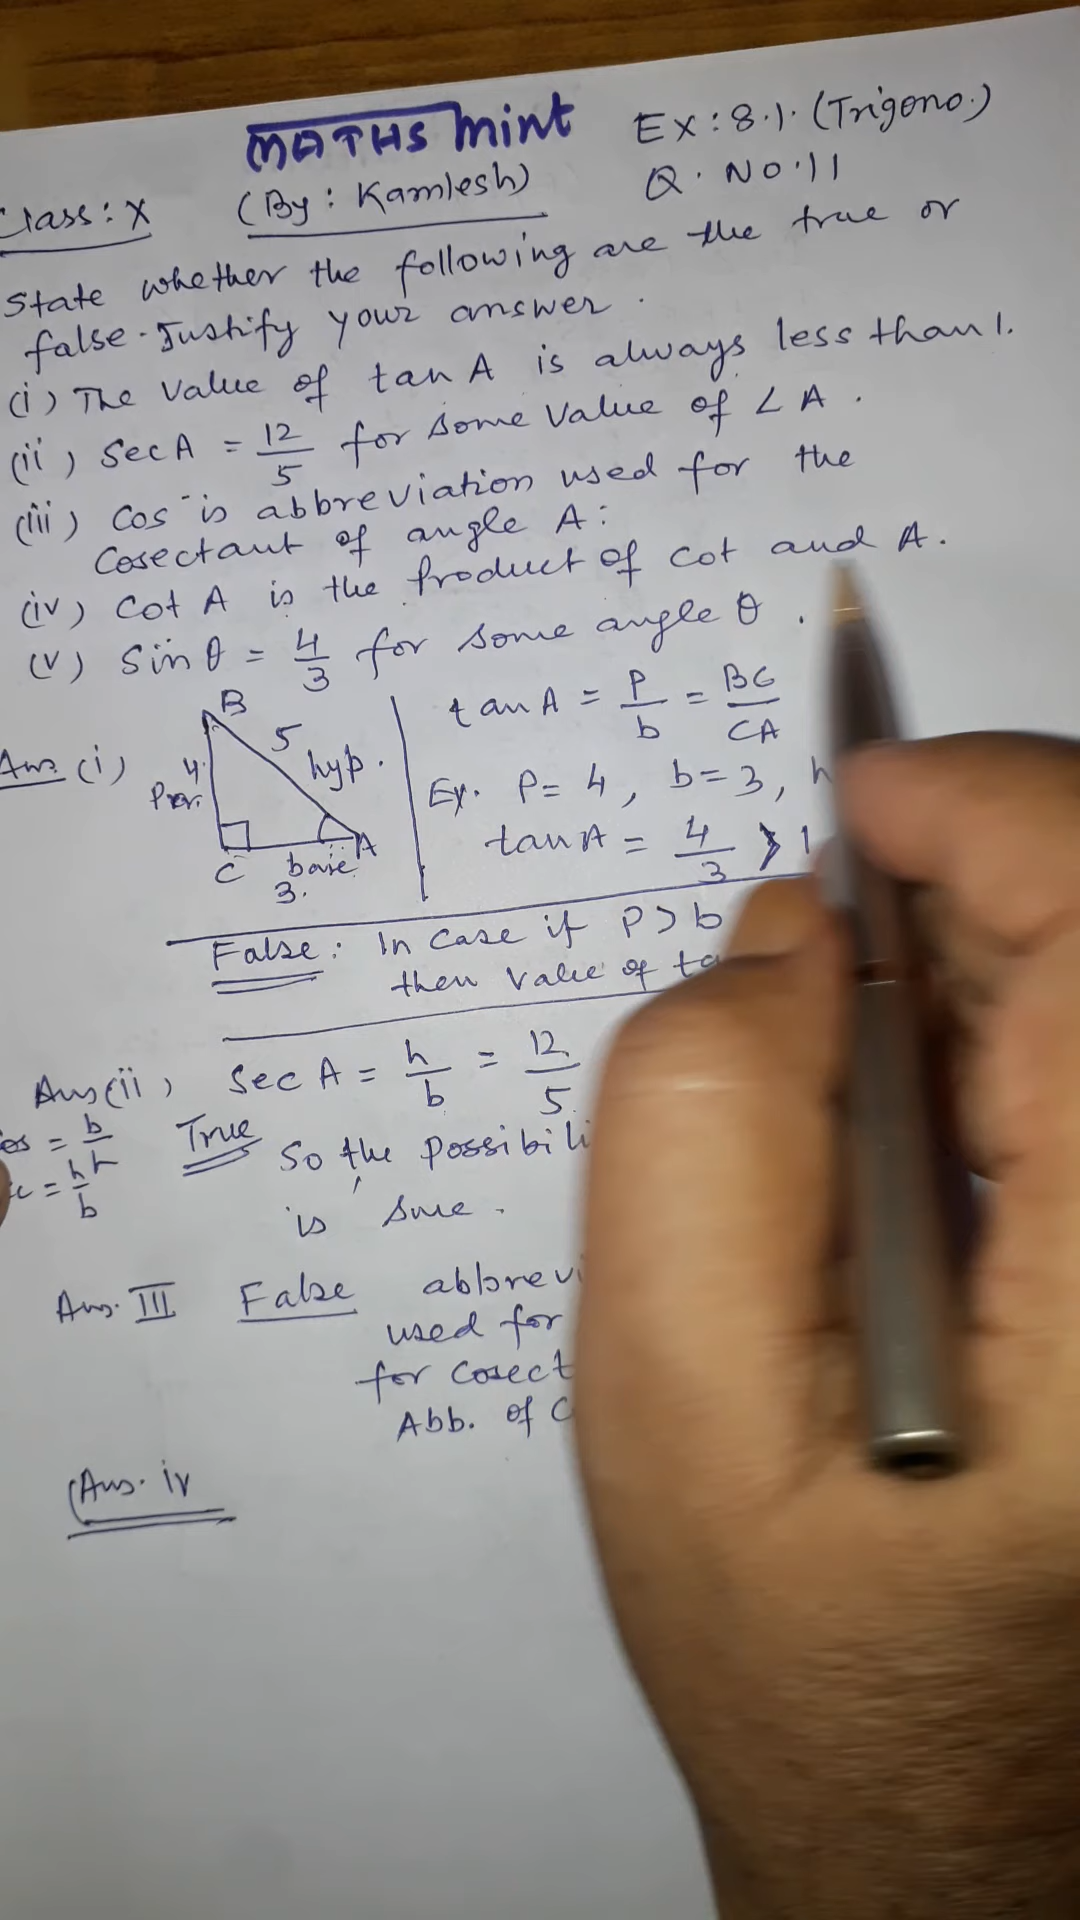 MATHS mint
Ex: 8.1. (Trigono.)
Class: X (By: Kamlesh) Q. No. 11
State whether the following are the true or
false. Justify your answer.
(i) The value of tan A is always less than 1.
(ii) Sec A = 12/5 for some value of ∠A.
(iii) Cos is abbreviation used for the
Cosectant of angle A:
(iv) Cot A is the product of cot and A.
(v) Sin θ = 4/3 for some angle θ.
Ans. (i)
B
4
5
hyp.
Per.
C
base
3.
A
tan A = P/b = BC/CA
Ex. P = 4, b = 3, h
tan A = 4/3 > 1
False: In case if P > b
then value of ta
Ans (ii) Sec A = h/b = 12/5
True So the possibili
is sure.
os = b/h
c = h/b
Ans. III False abbrevi
used for
for cosect
Abb. of C
Ans. iv